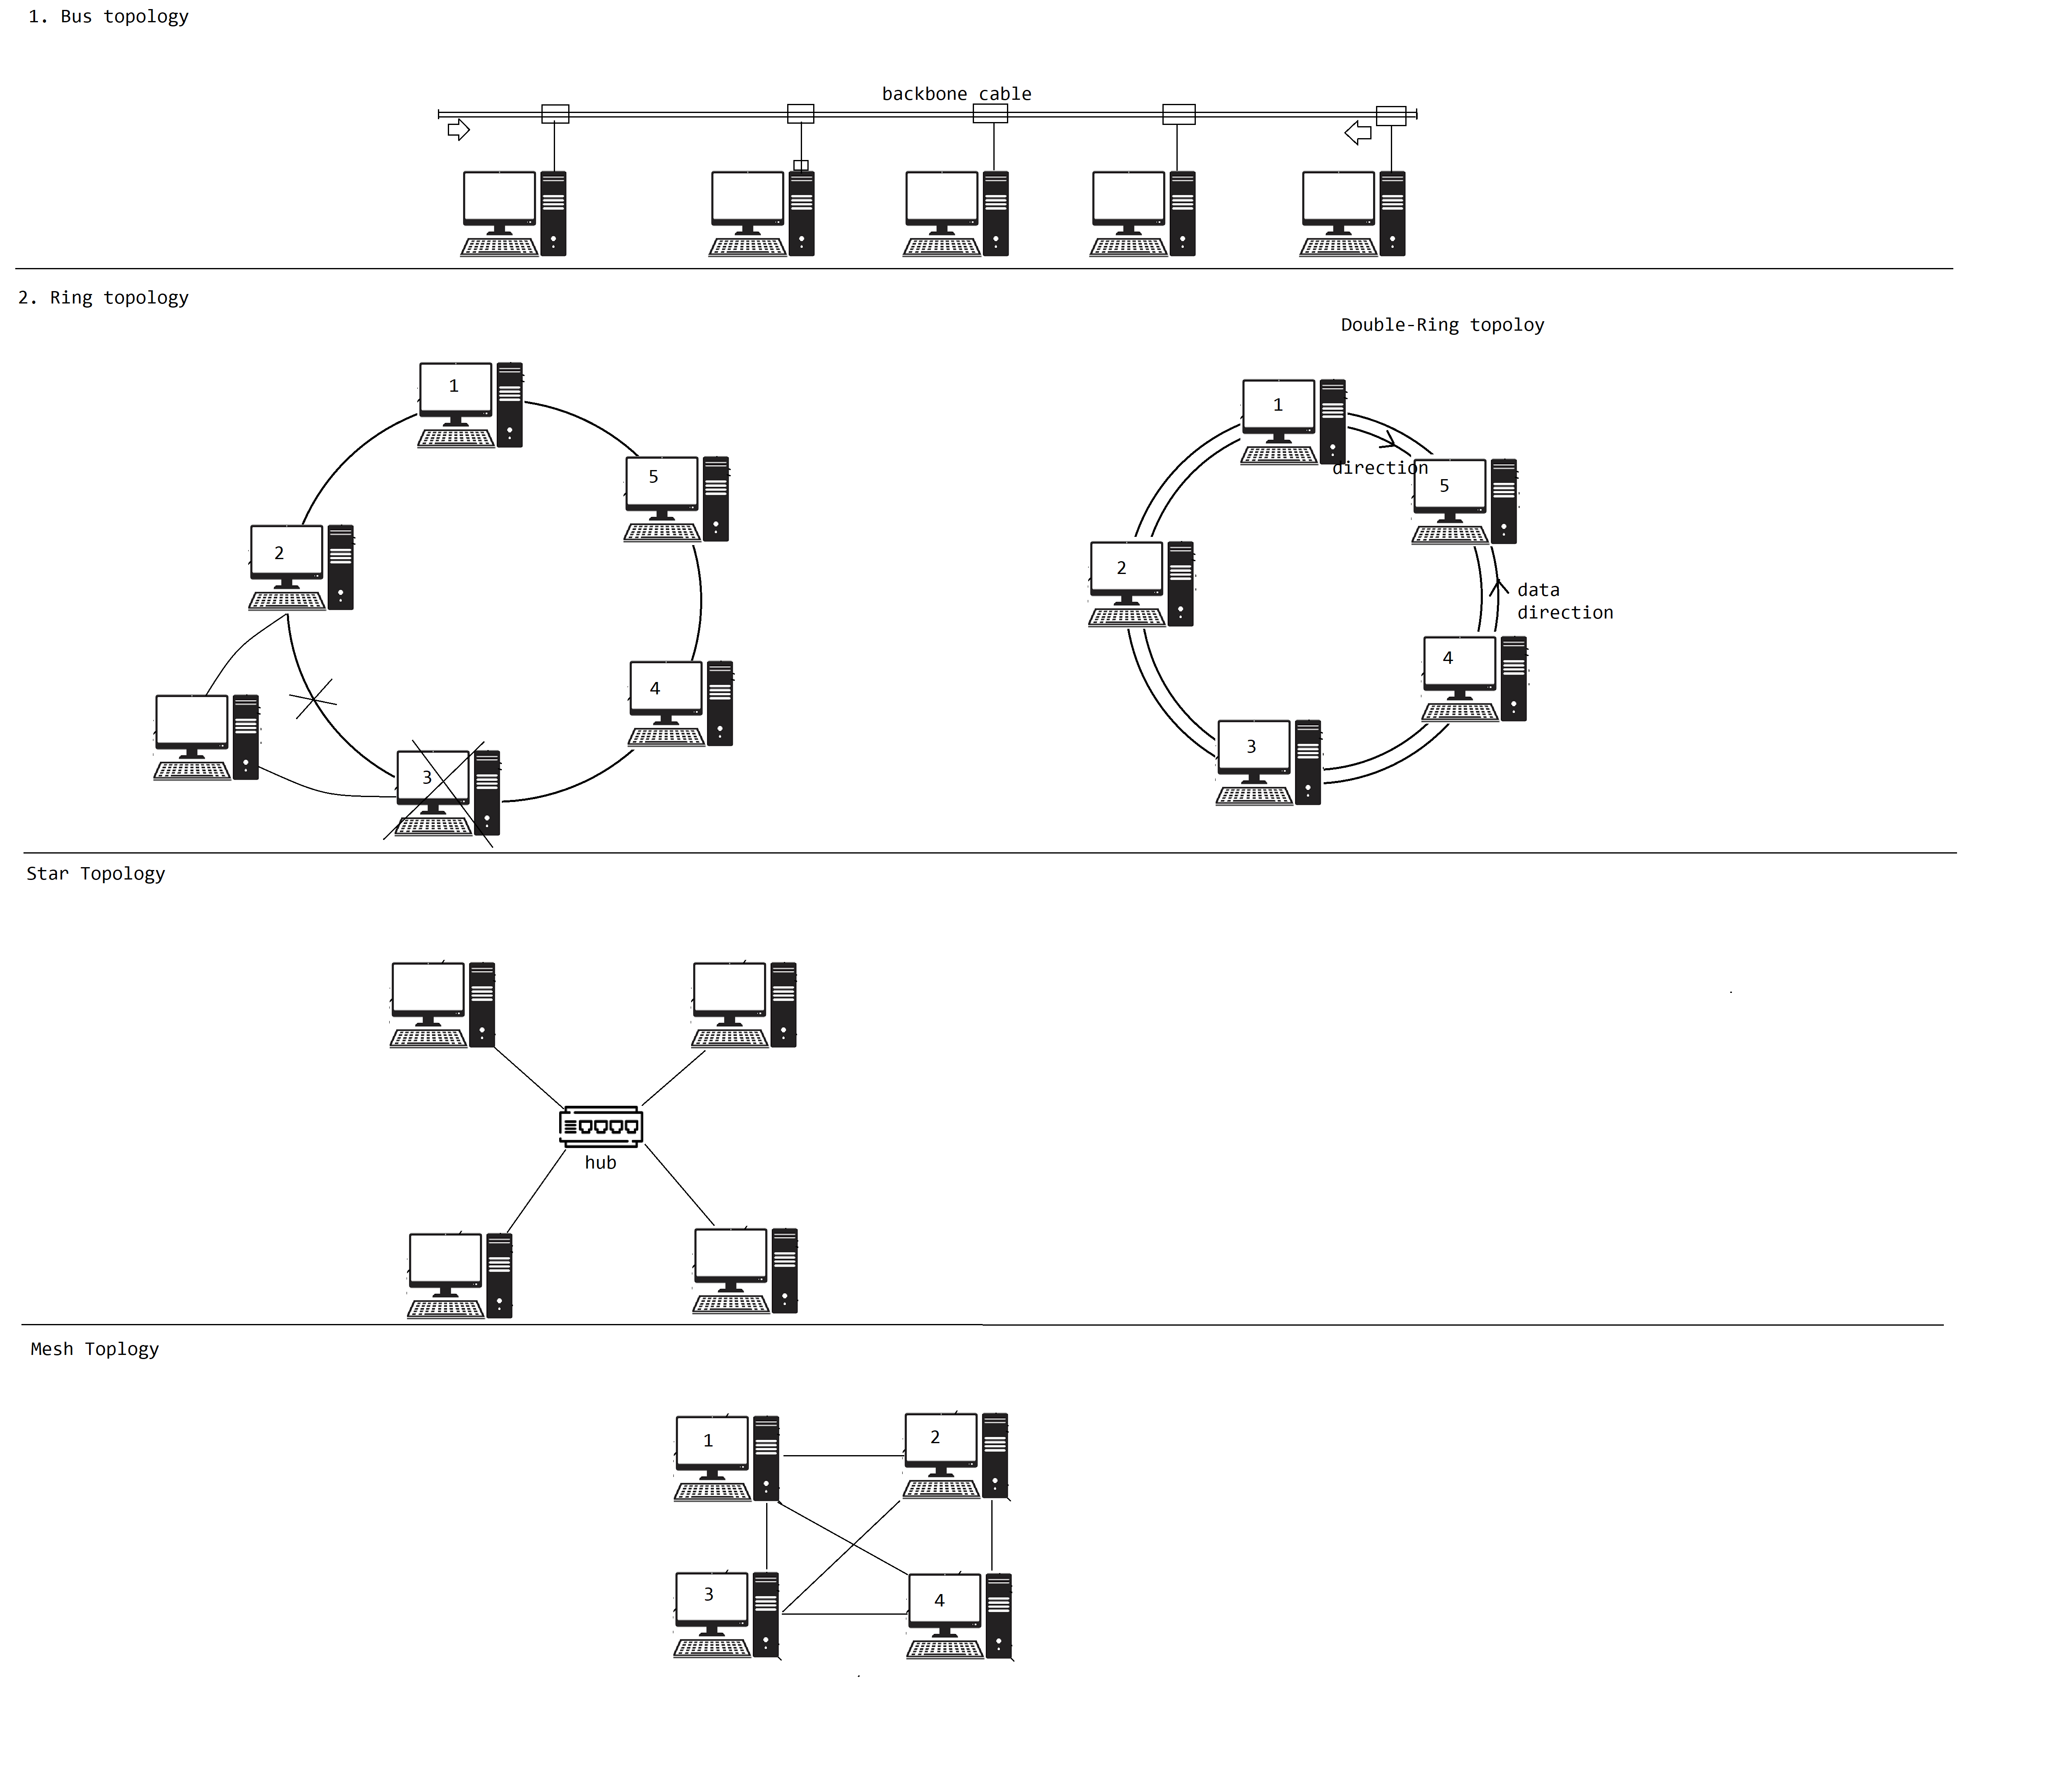 1. Bus topology
backbone cable
2. Ring topology
1
5
2
4
3
Double-Ring topoloy
1
direction
5
2
data
direction
4
3
Star Topology
hub
Mesh Toplogy
1
2
3
4